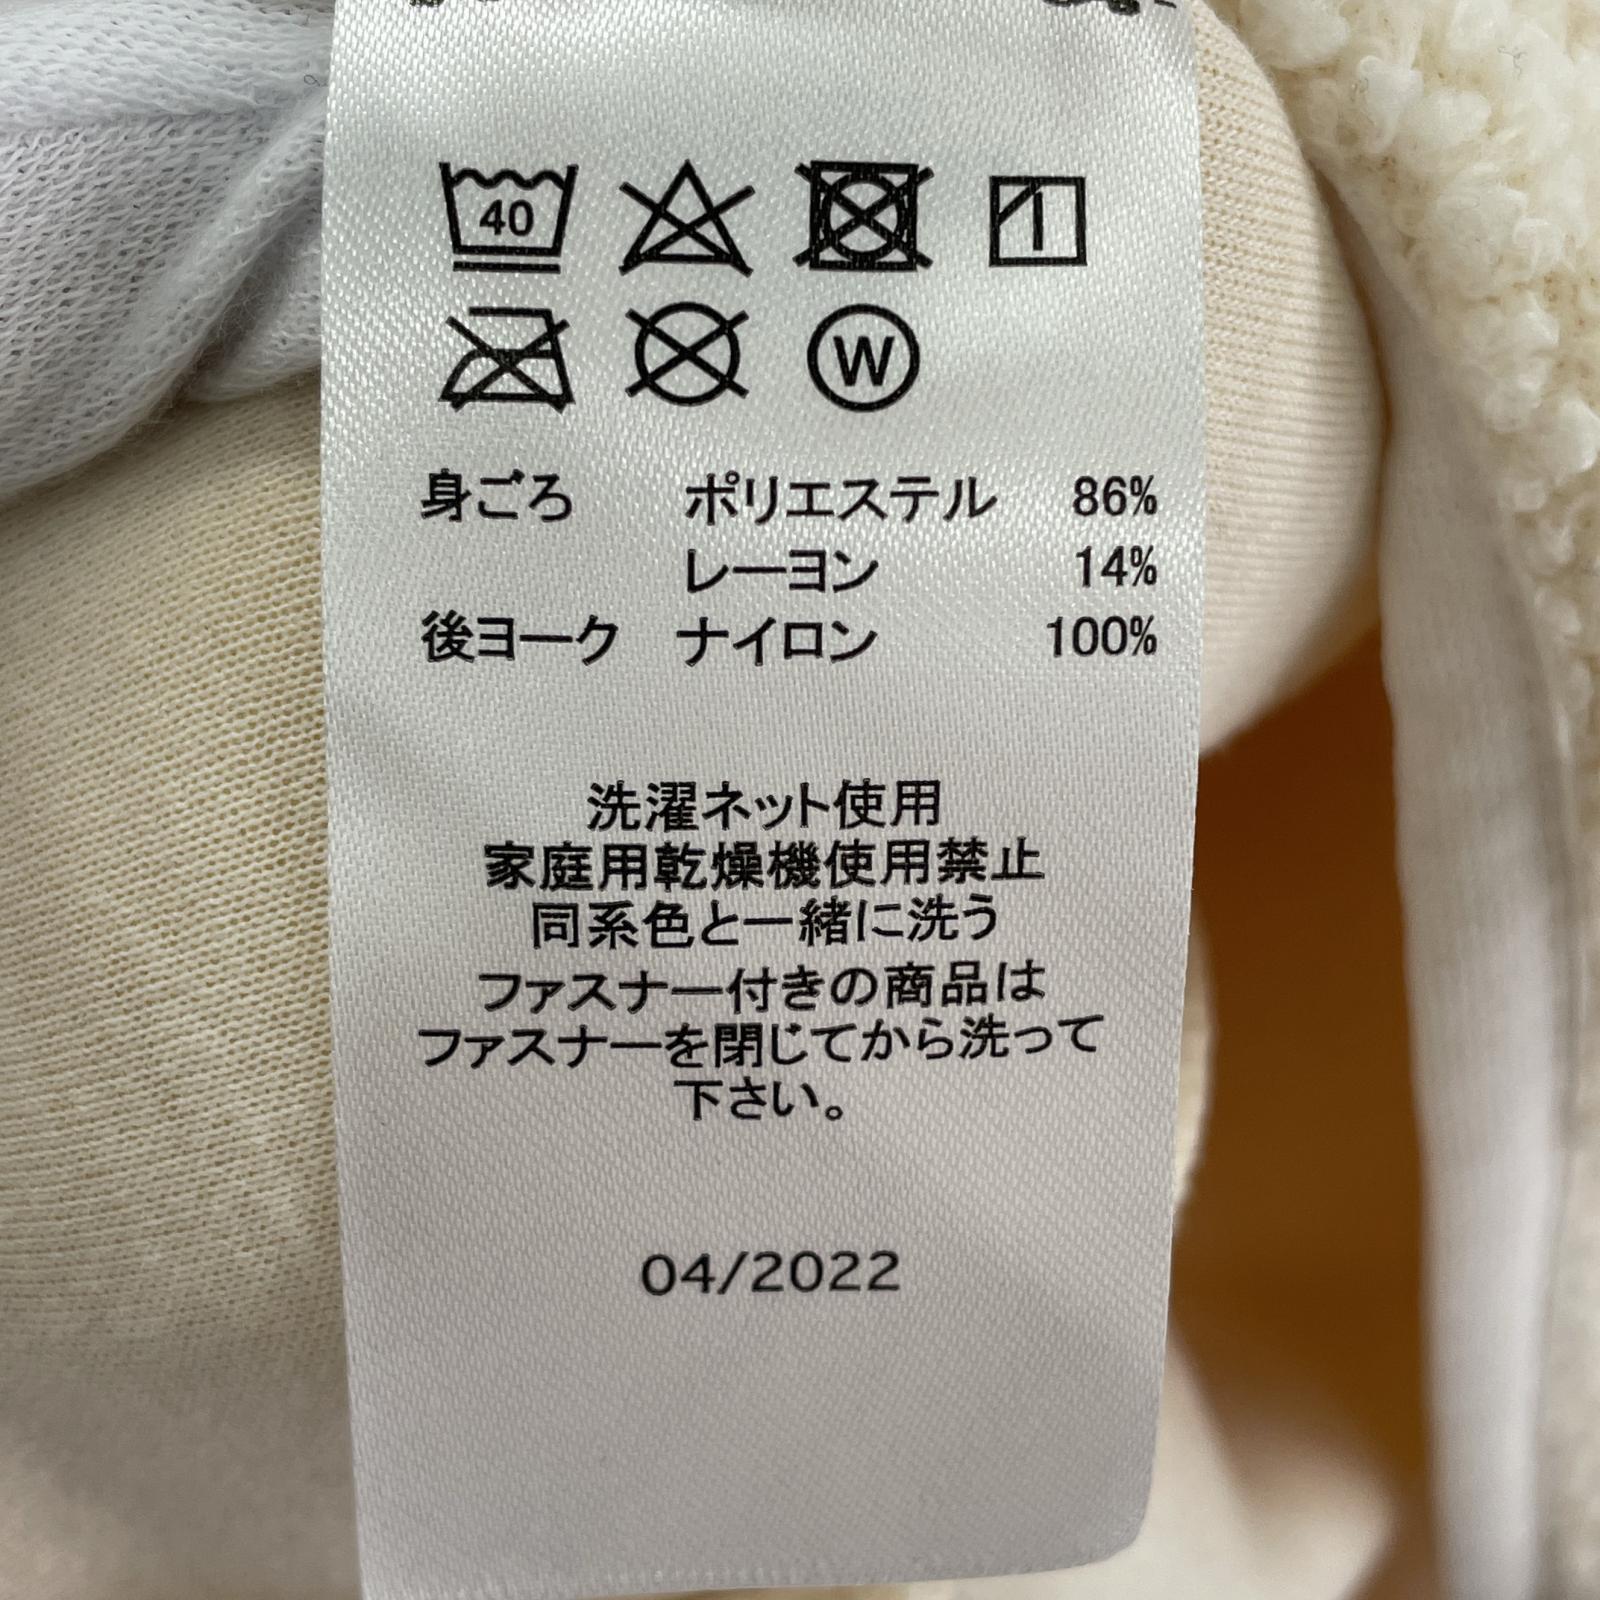 40
W
身ごろ ポリエステル 86%
レーヨン 14%
後ヨーク ナイロン 100%
洗濯ネット使用
家庭用乾燥機使用禁止
同系色と一緒に洗う
ファスナー付きの商品は
ファスナーを閉じてから洗って
下さい。
04/2022